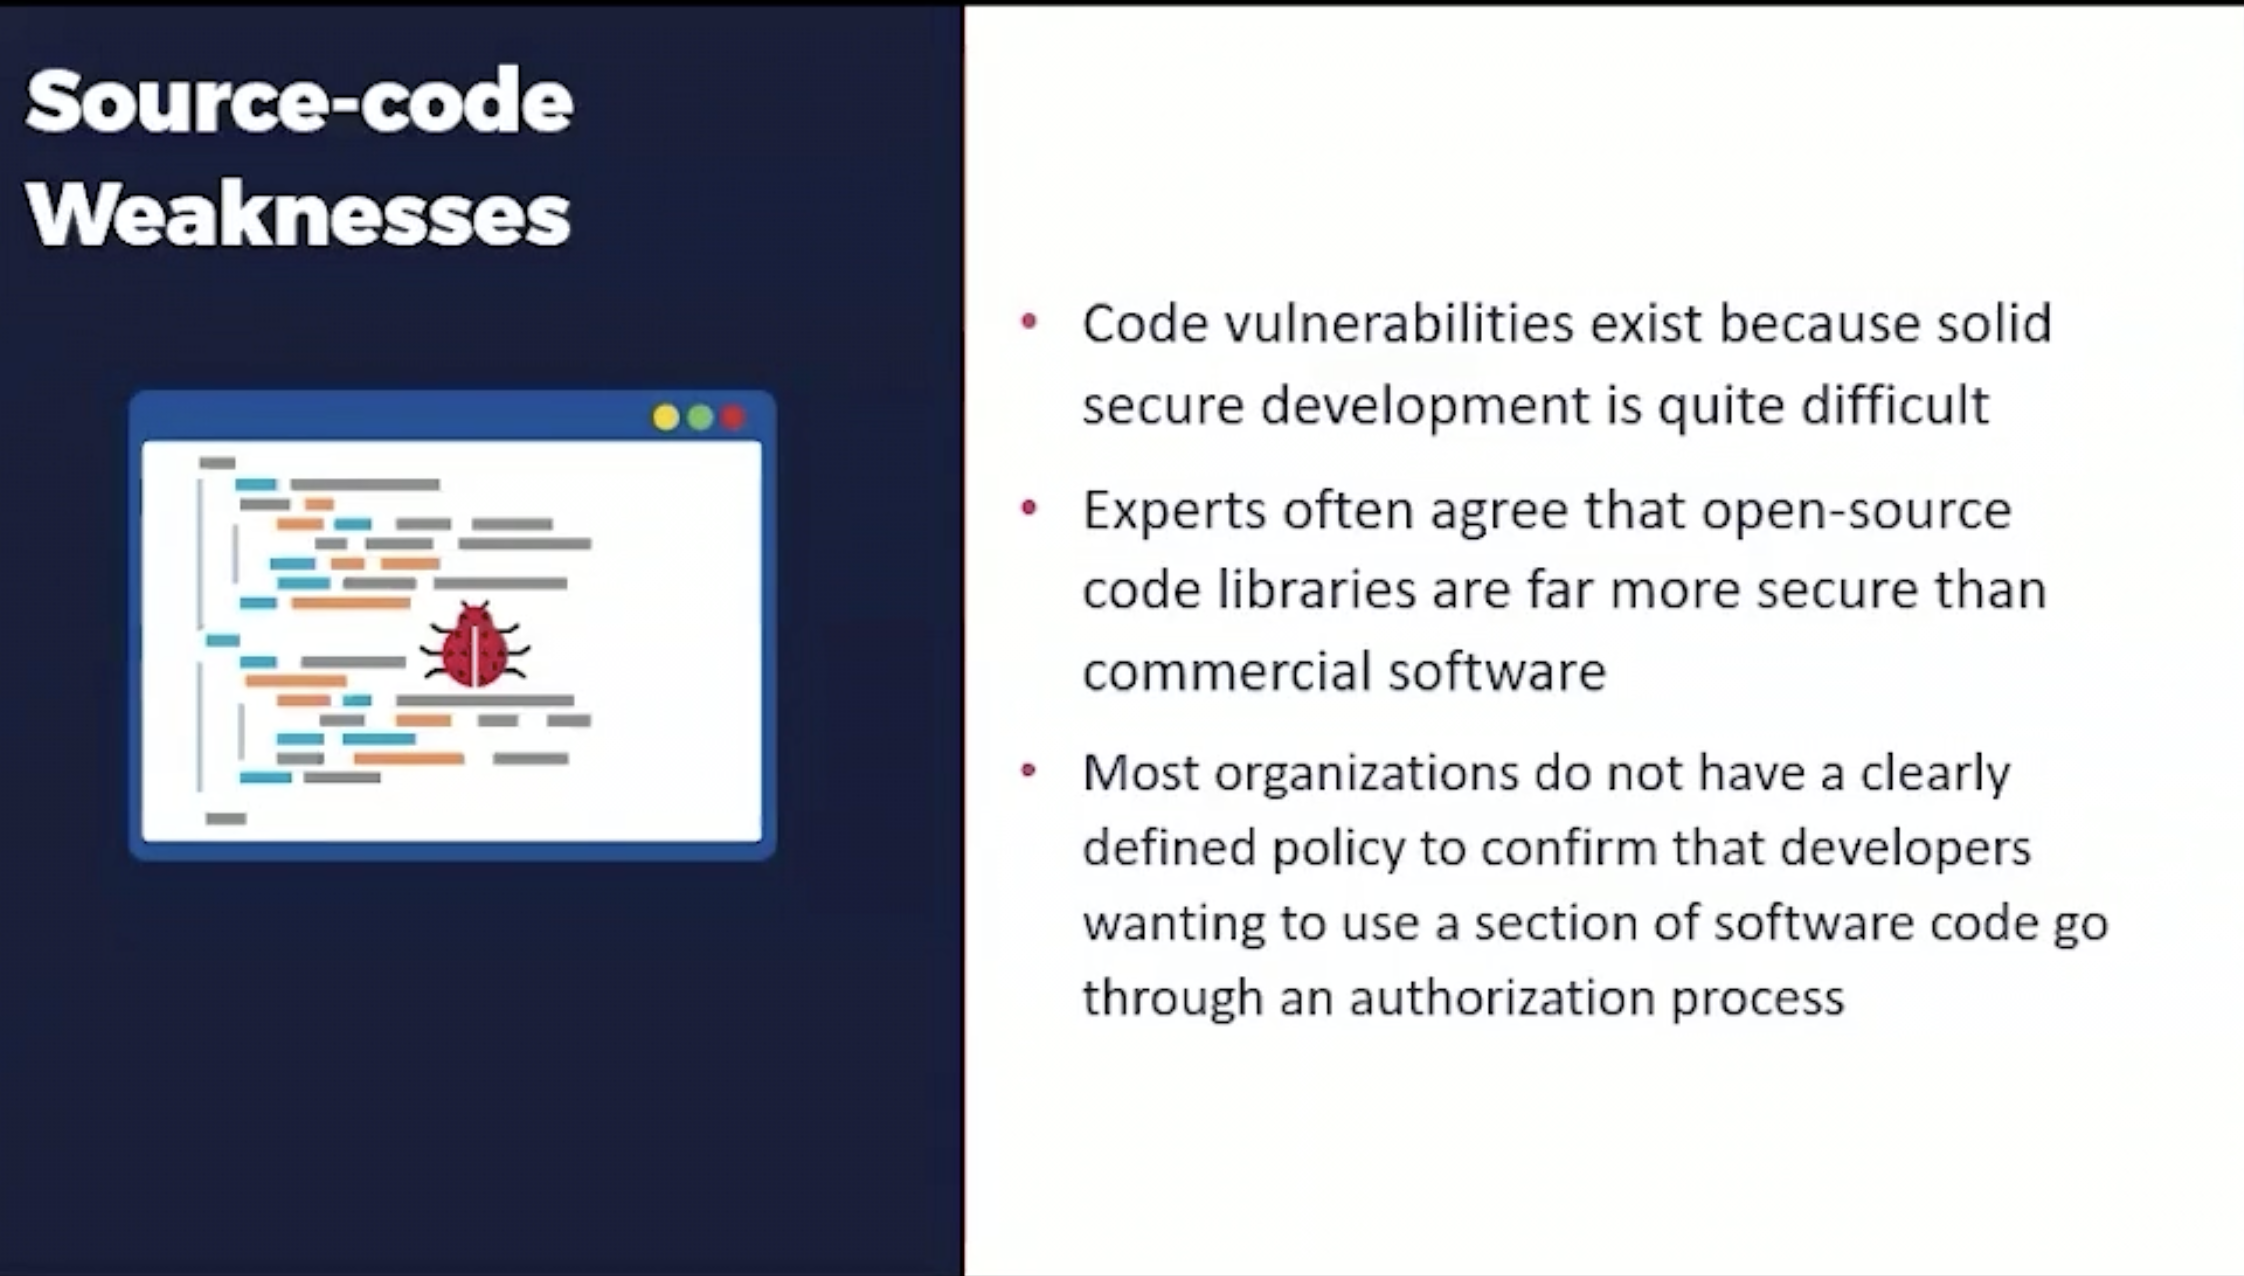 Source-code
Weaknesses
• Code vulnerabilities exist because solid
secure development is quite difficult
• Experts often agree that open-source
code libraries are far more secure than
commercial software
• Most organizations do not have a clearly
defined policy to confirm that developers
wanting to use a section of software code go
through an authorization process